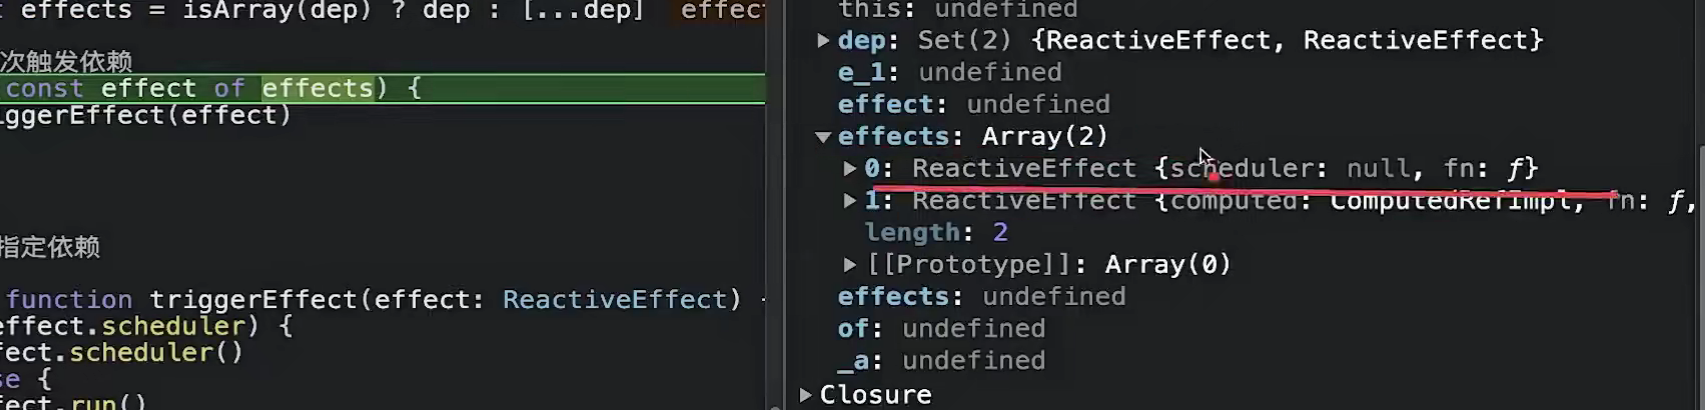 effects = isArray(dep) ? dep : [...dep] effec
次触发依赖
const effect of effects) {
ggerEffect(effect)
指定依赖
function triggerEffect(effect: ReactiveEffect)
effect.scheduler) {
fect.scheduler()
se {
fect.run()
this: undefined
dep: Set(2) {ReactiveEffect, ReactiveEffect}
e_1: undefined
effect: undefined
effects: Array(2)
0: ReactiveEffect {scheduler: null, fn: ƒ}
1: ReactiveEffect {computed: ComputedRefImpl, fn: ƒ,
length: 2
[[Prototype]]: Array(0)
effects: undefined
of: undefined
_a: undefined
Closure